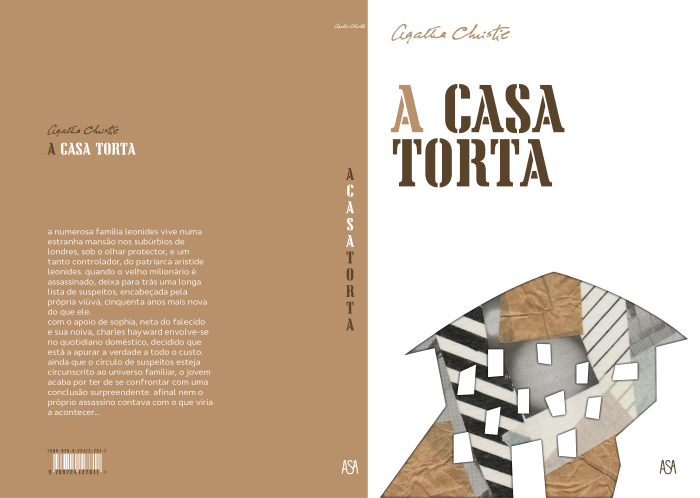 Agatha Christie
A CASA TORTA
a numerosa família leonides vive numa
estranha mansão nos subúrbios de
londres, sob o olhar protector, e um
tanto controlador, do patriarca aristide
leonides. quando o velho milionário é
assassinado, deixa para trás uma longa
lista de suspeitos, encabeçada pela
própria viúva, cinquenta anos mais nova
do que ele.
com o apoio de sophia, neta do falecido
e sua noiva, charles hayward envolve-se
no quotidiano doméstico, decidido que
está a apurar a verdade a todo o custo.
ainda que o círculo de suspeitos esteja
circunscrito ao universo familiar, o jovem
acaba por ter de se confrontar com uma
conclusão surpreendente. afinal nem o
próprio assassino contava com o que viria
a acontecer...
Agatha Christie
A CASA TORTA
ASA
Agatha Christie
A CASA
TORTA
ASA